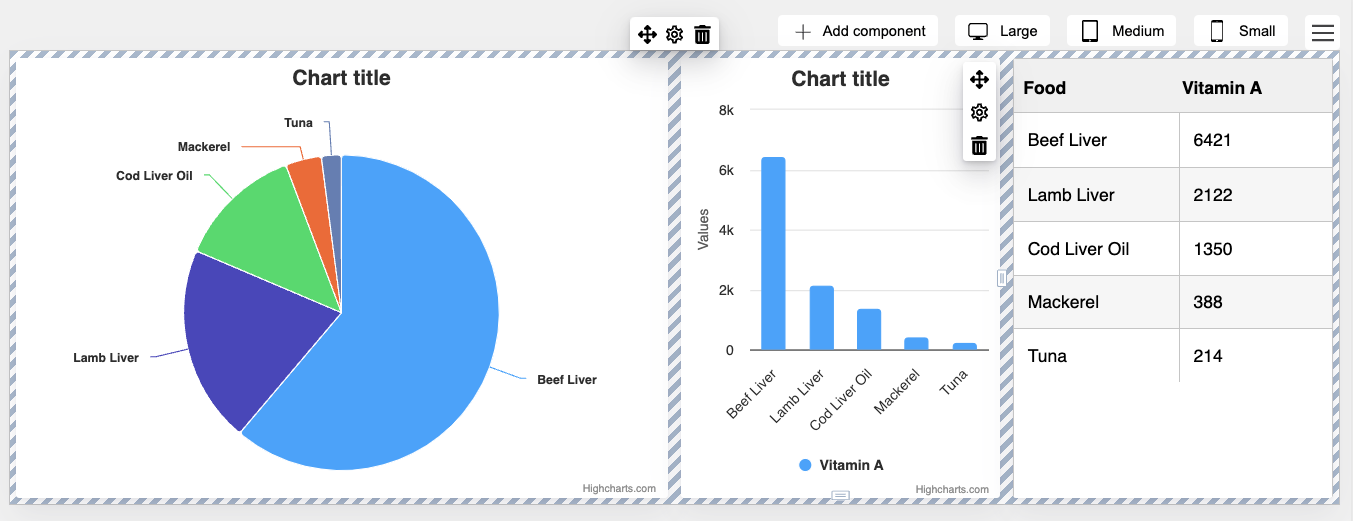 Add component
Large
Medium
Small
Chart title
Tuna
Mackerel
Cod Liver Oil
Lamb Liver
Beef Liver
Highcharts.com
Chart title
Values
8k
6k
4k
2k
0
Beef Liver
Lamb Liver
Cod Liver Oil
Mackerel
Tuna
Vitamin A
Highcharts.com
Food Vitamin A
Beef Liver 6421
Lamb Liver 2122
Cod Liver Oil 1350
Mackerel 388
Tuna 214